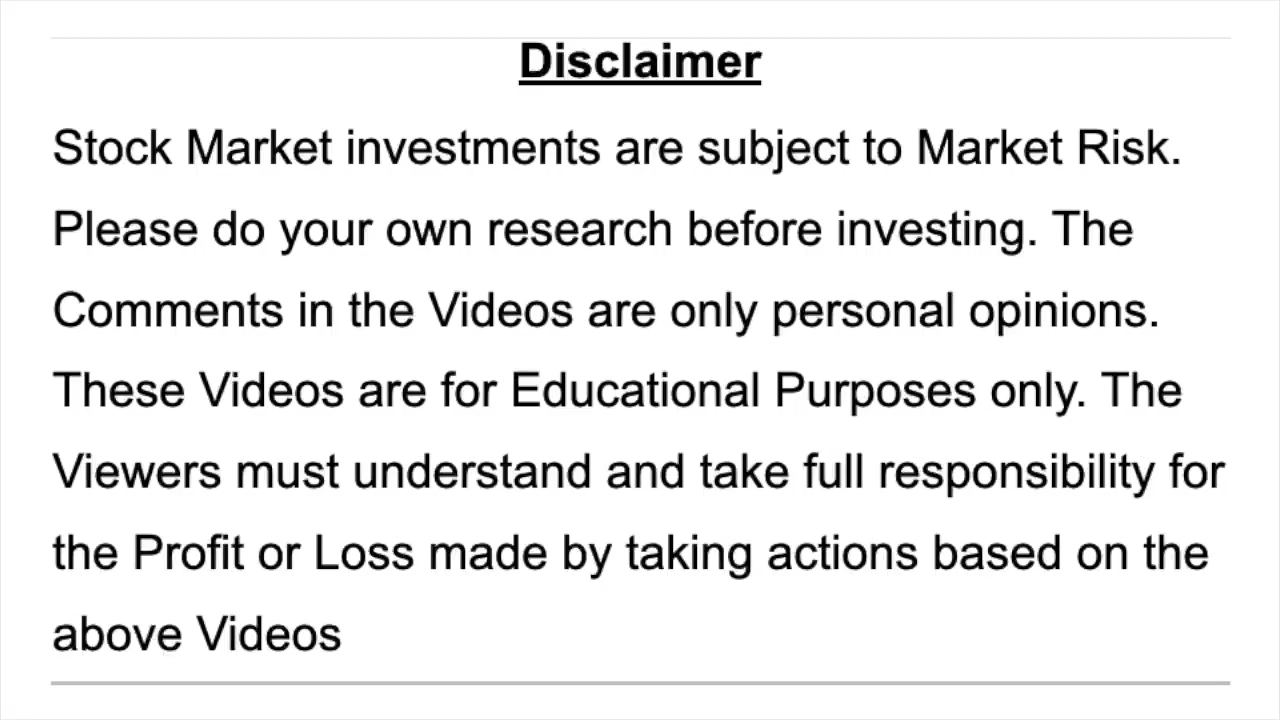 Disclaimer
Stock Market investments are subject to Market Risk.
Please do your own research before investing. The
Comments in the Videos are only personal opinions.
These Videos are for Educational Purposes only. The
Viewers must understand and take full responsibility for
the Profit or Loss made by taking actions based on the
above Videos